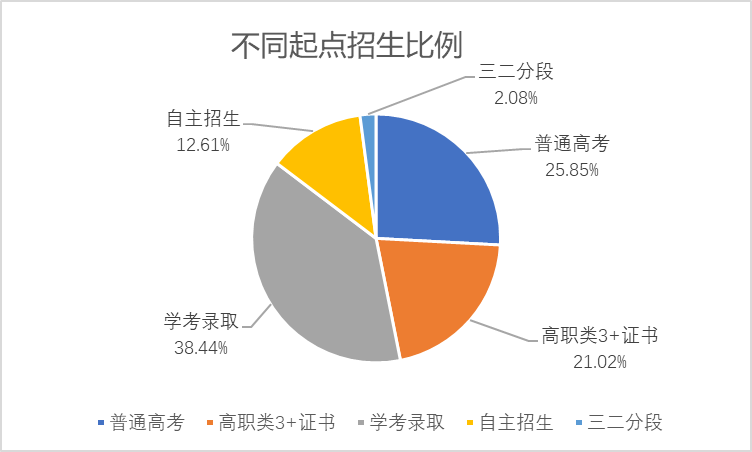 不同起点招生比例
三二分段
2.08%
自主招生
12.61%
普通高考
25.85%
学考录取
38.44%
高职类3+证书
21.02%
普通高考 高职类3+证书 学考录取 自主招生 三二分段